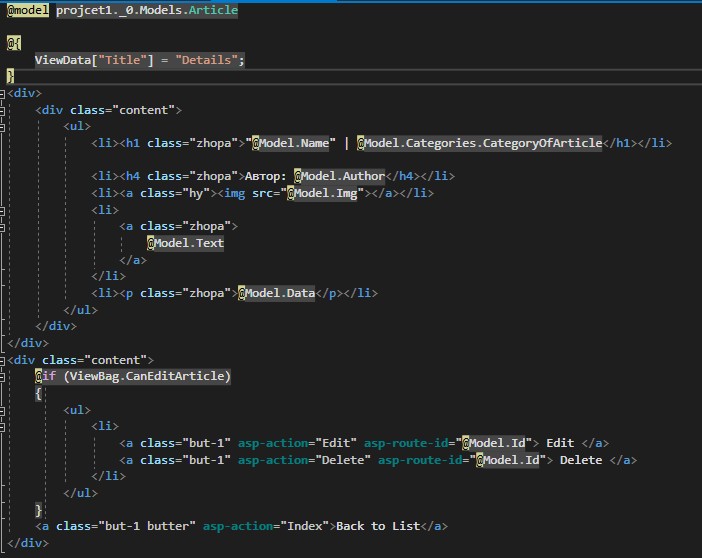 @model projcet1._0.Models.Article
@{
ViewData["Title"] = "Details";
}
<div>
<div class="content">
<ul>
<li><h1 class="zhopa">"@Model.Name" | @Model.Categories.CategoryOfArticle</h1></li>
<li><h4 class="zhopa">Автор: @Model.Author</h4></li>
<li><a class="hy"><img src="@Model.Img"></a></li>
<li>
<a class="zhopa">
@Model.Text
</a>
</li>
<li><p class="zhopa">@Model.Data</p></li>
</ul>
</div>
</div>
<div class="content">
@if (ViewBag.CanEditArticle)
{
<ul>
<li>
<a class="but-1" asp-action="Edit" asp-route-id="@Model.Id"> Edit </a>
<a class="but-1" asp-action="Delete" asp-route-id="@Model.Id"> Delete </a>
</li>
</ul>
}
<a class="but-1 butter" asp-action="Index">Back to List</a>
</div>